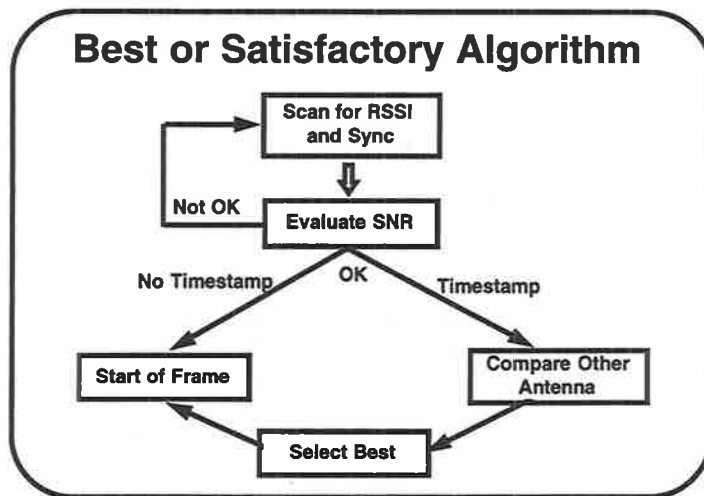 Best or Satisfactory Algorithm
Scan for RSSI
and Sync
Not OK
Evaluate SNR
No Timestamp
OK
Timestamp
Start of Frame
Compare Other
Antenna
Select Best